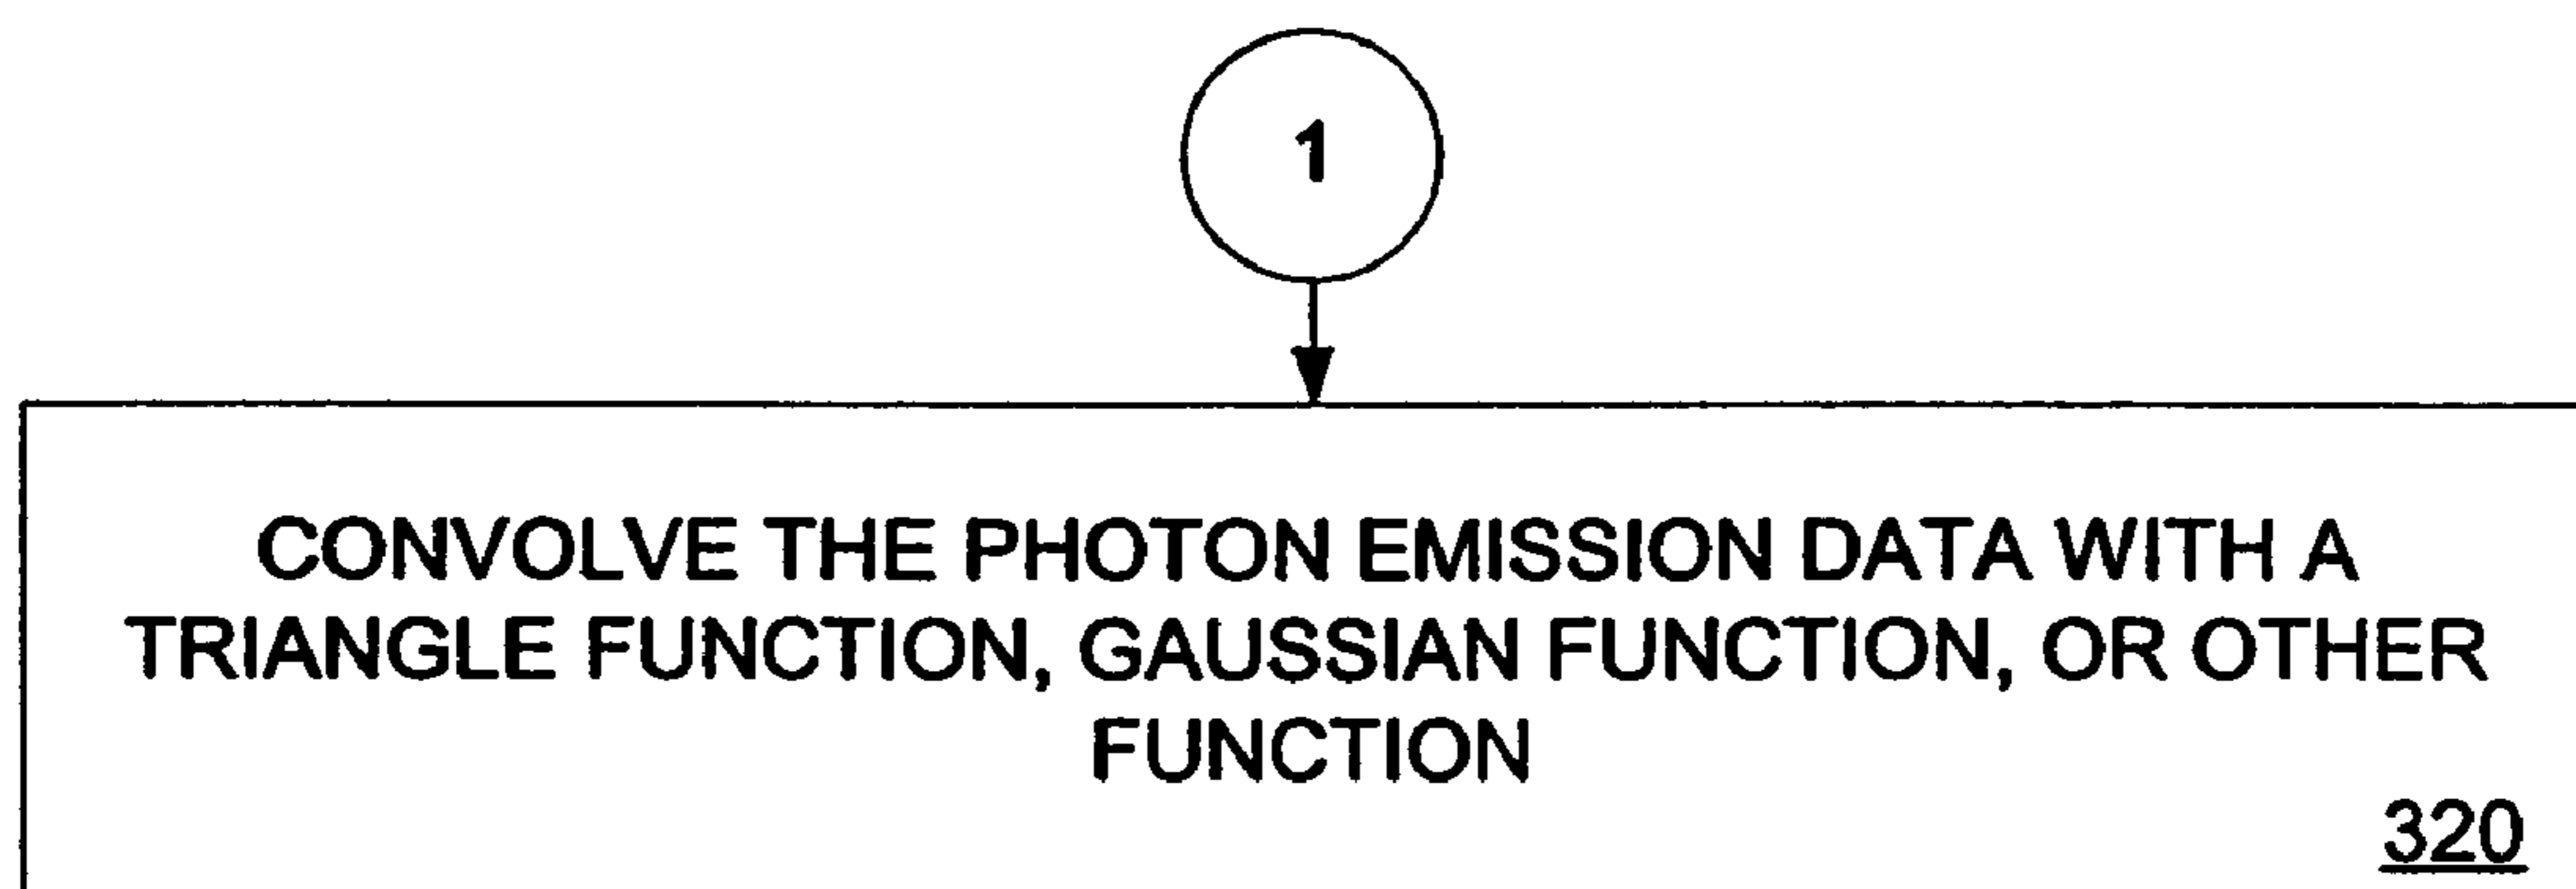 1
CONVOLVE THE PHOTON EMISSION DATA WITH A
TRIANGLE FUNCTION, GAUSSIAN FUNCTION, OR OTHER
FUNCTION
320